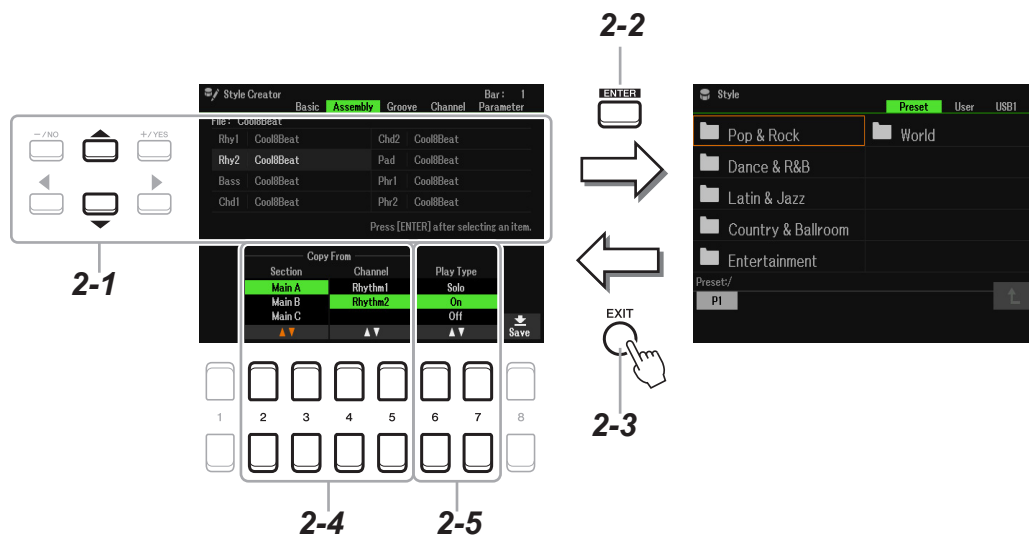 2-2
Style Creator Bar: 1
Basic Assembly Groove Channel Parameter
File: Cool8Beat
Rhy1 Cool8Beat Chd2 Cool8Beat
Rhy2 Cool8Beat Pad Cool8Beat
Bass Cool8Beat Phr1 Cool8Beat
Chd1 Cool8Beat Phr2 Cool8Beat
Press [ENTER] after selecting an item.
-/NO
+/YES
2-1
Copy From
Section Channel Play Type
Main A Rhythm1 Solo
Main B Rhythm2 On
Main C Off
Save
1 2 3 4 5 6 7 8
2-4
2-5
ENTER
EXIT
2-3
Style
Preset User USB1
Pop & Rock World
Dance & R&B
Latin & Jazz
Country & Ballroom
Entertainment
Preset:/
P1